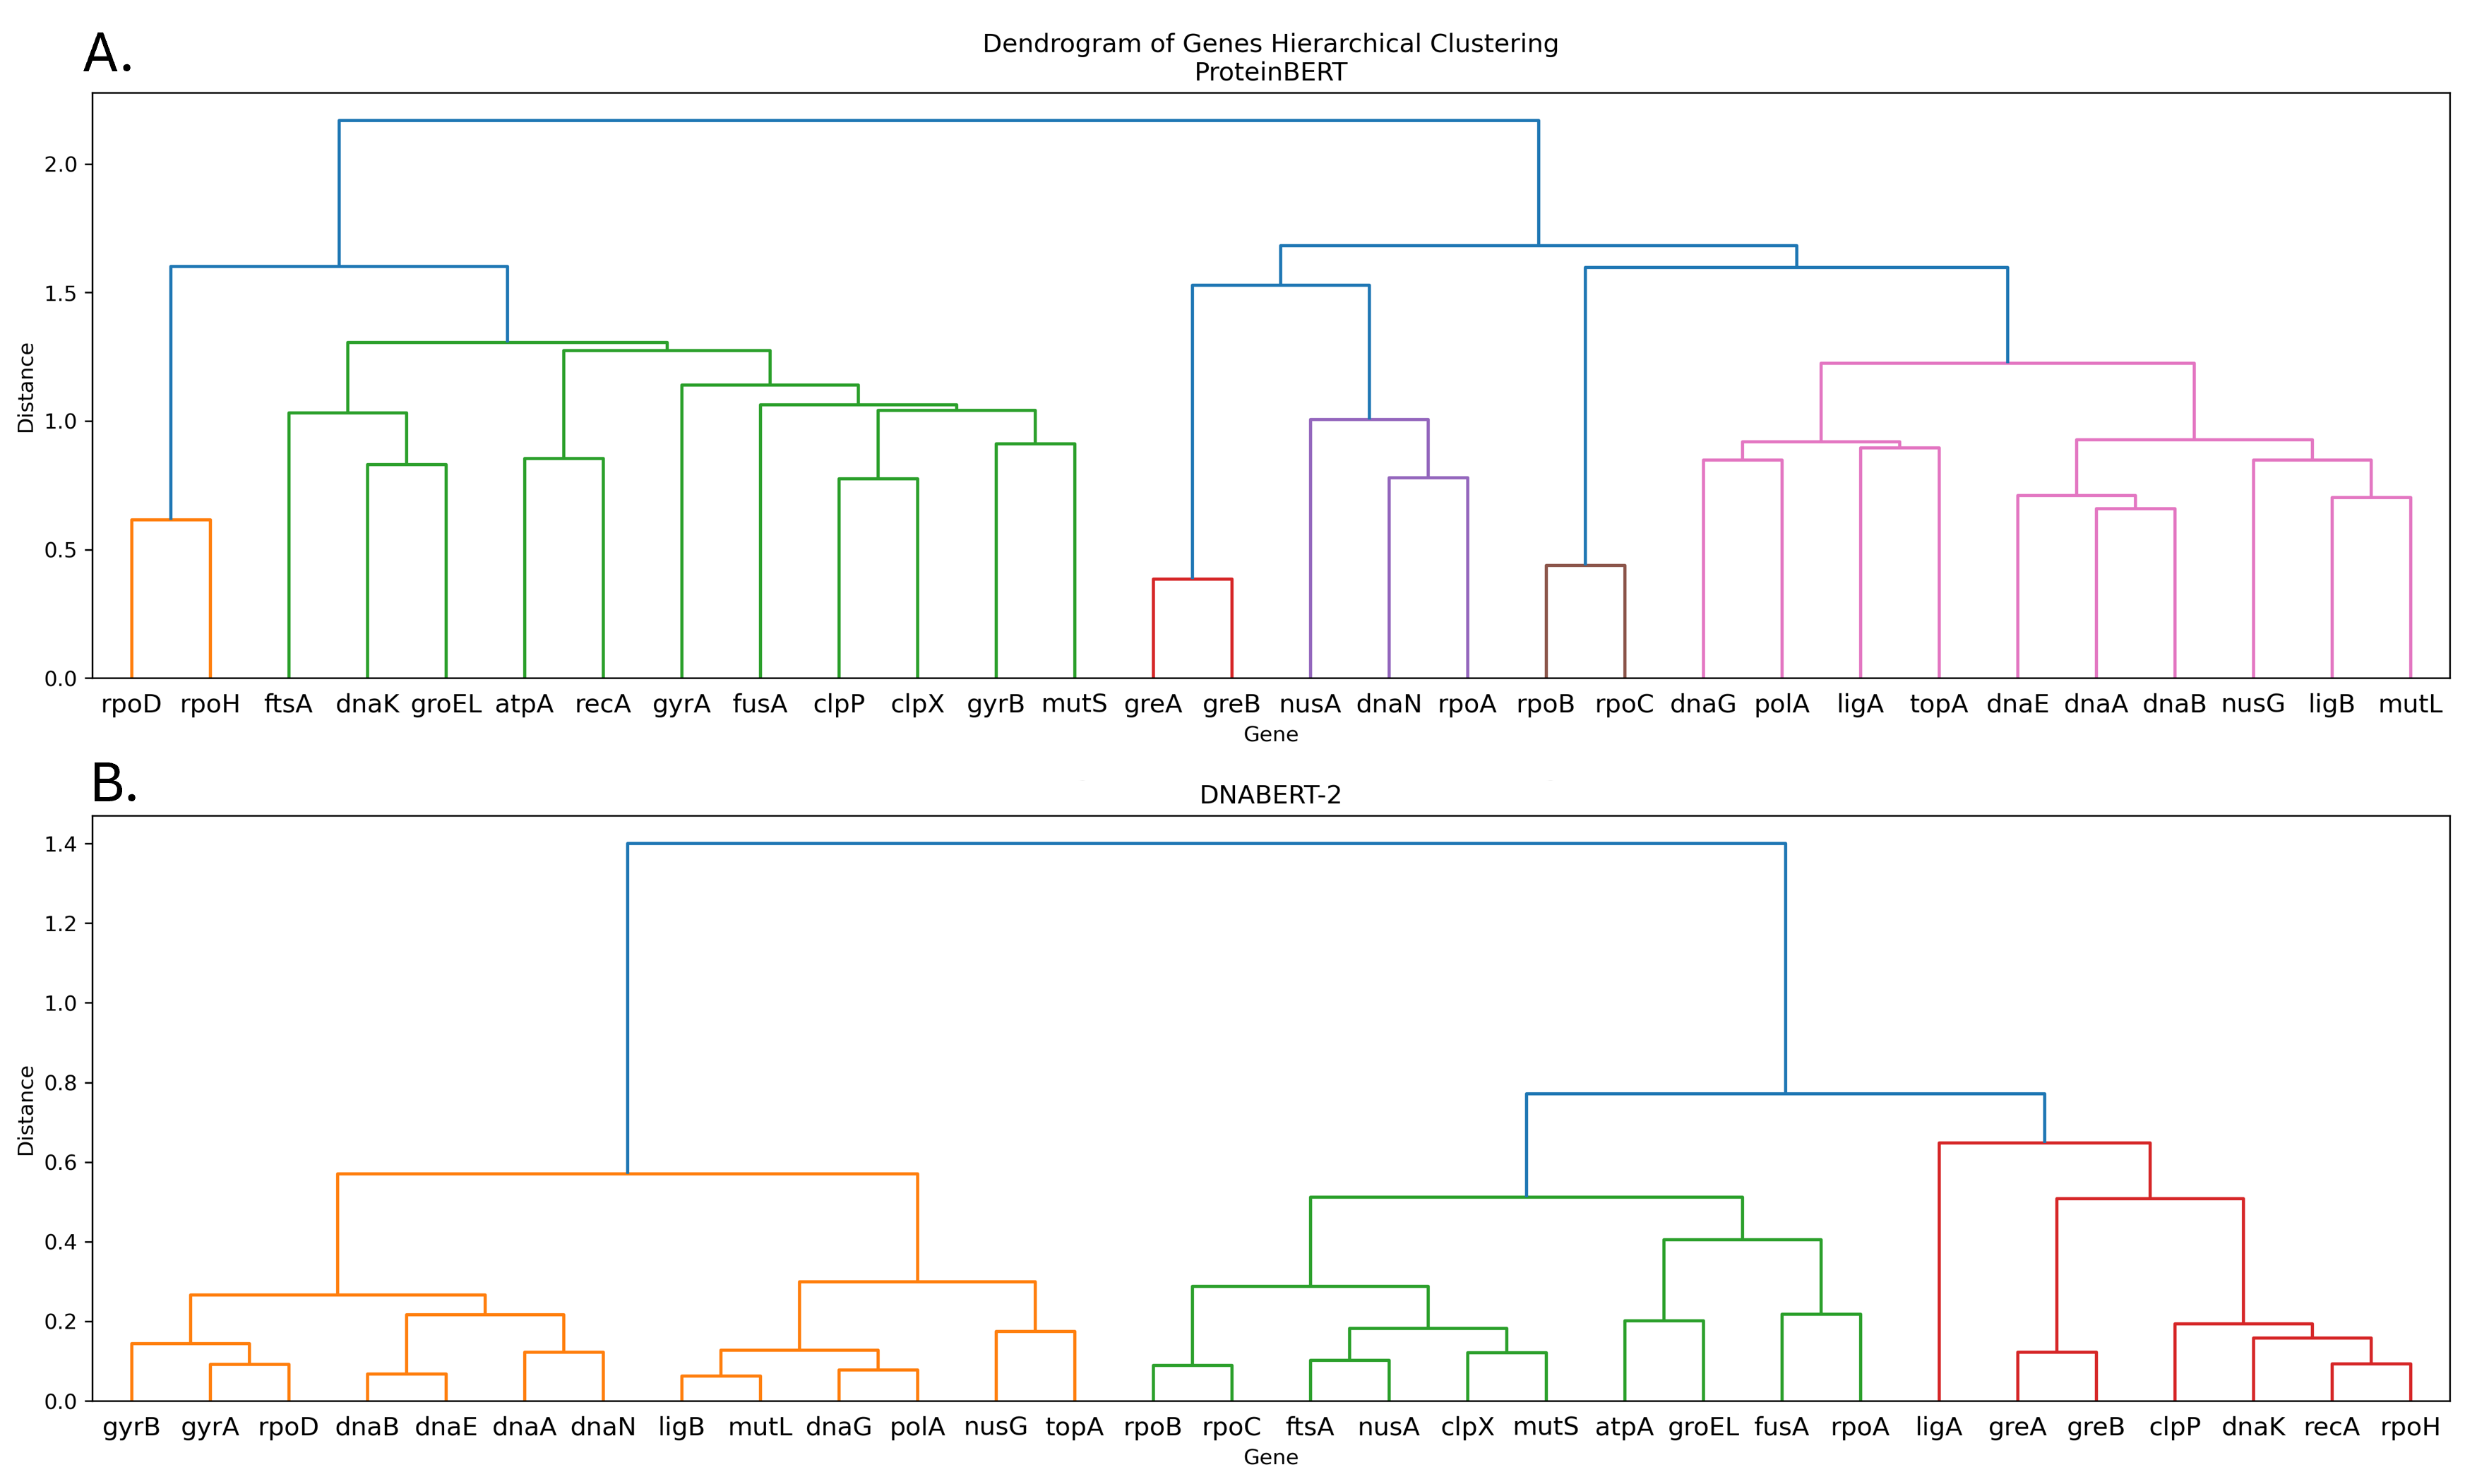 A.
Dendrogram of Genes Hierarchical Clustering
ProteinBERT
2.0
1.5
1.0
0.5
0.0
Distance
rpoD rpoH ftsA dnaK groEL atpA recA gyrA fusA clpP clpX gyrB mutS greA greB nusA dnaN rpoA rpoB rpoC dnaG polA ligA topA dnaE dnaA dnaB nusG ligB mutL
Gene
B.
DNABERT-2
1.4
1.2
1.0
0.8
0.6
0.4
0.2
0.0
Distance
gyrB gyrA rpoD dnaB dnaE dnaA dnaN ligB mutL dnaG polA nusG topA rpoB rpoC ftsA nusA clpX mutS atpA groEL fusA rpoA ligA greA greB clpP dnaK recA rpoH
Gene